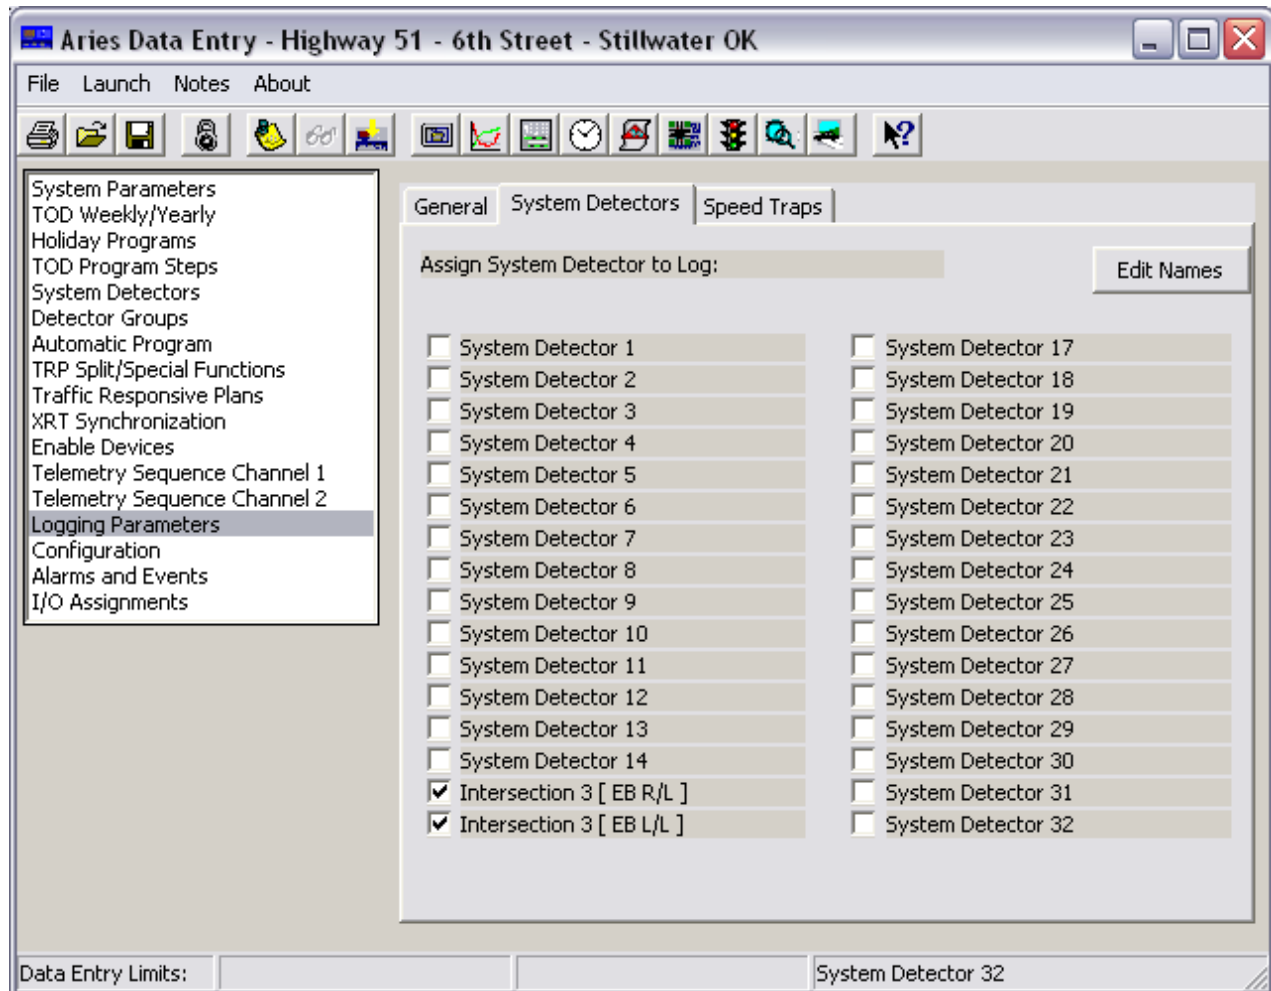 Aries Data Entry - Highway 51 - 6th Street - Stillwater OK
File Launch Notes About
System Parameters
TOD Weekly/Yearly
Holiday Programs
TOD Program Steps
System Detectors
Detector Groups
Automatic Program
TRP Split/Special Functions
Traffic Responsive Plans
XRT Synchronization
Enable Devices
Telemetry Sequence Channel 1
Telemetry Sequence Channel 2
Logging Parameters
Configuration
Alarms and Events
I/O Assignments
General System Detectors Speed Traps
Assign System Detector to Log:
Edit Names
System Detector 1
System Detector 2
System Detector 3
System Detector 4
System Detector 5
System Detector 6
System Detector 7
System Detector 8
System Detector 9
System Detector 10
System Detector 11
System Detector 12
System Detector 13
System Detector 14
Intersection 3 [ EB R/L ]
Intersection 3 [ EB L/L ]
System Detector 17
System Detector 18
System Detector 19
System Detector 20
System Detector 21
System Detector 22
System Detector 23
System Detector 24
System Detector 25
System Detector 26
System Detector 27
System Detector 28
System Detector 29
System Detector 30
System Detector 31
System Detector 32
Data Entry Limits:
System Detector 32